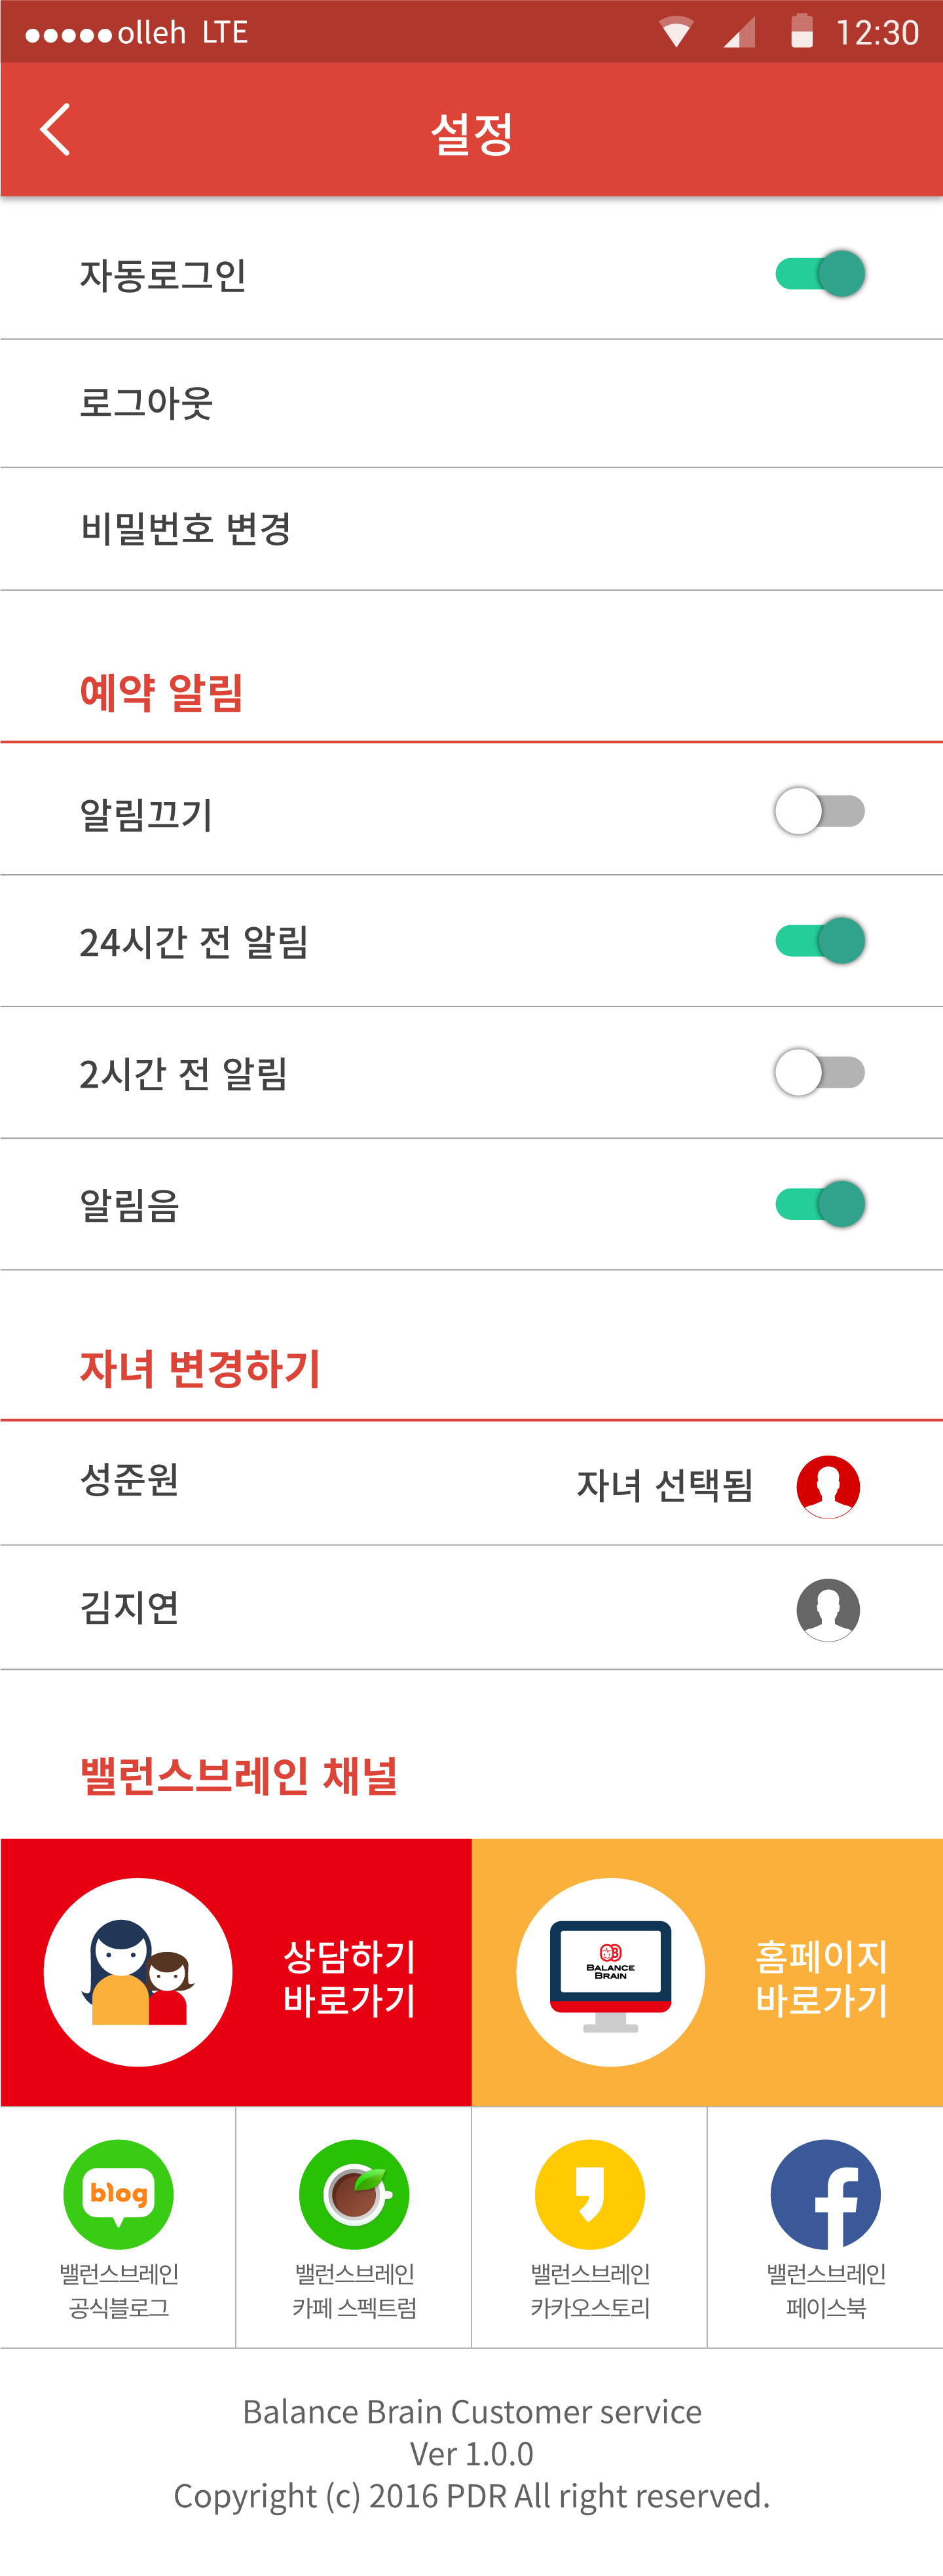 olleh LTE 12:30
설정
자동로그인
로그아웃
비밀번호 변경
예약 알림
알림끄기
24시간 전 알림
2시간 전 알림
알림음
자녀 변경하기
성준원 자녀 선택됨
김지연
밸런스브레인 채널
상담하기
바로가기
BALANCE
BRAIN
홈페이지
바로가기
blog
밸런스브레인
공식블로그
밸런스브레인
카페 스펙트럼
밸런스브레인
카카오스토리
밸런스브레인
페이스북
Balance Brain Customer service
Ver 1.0.0
Copyright (c) 2016 PDR All right reserved.